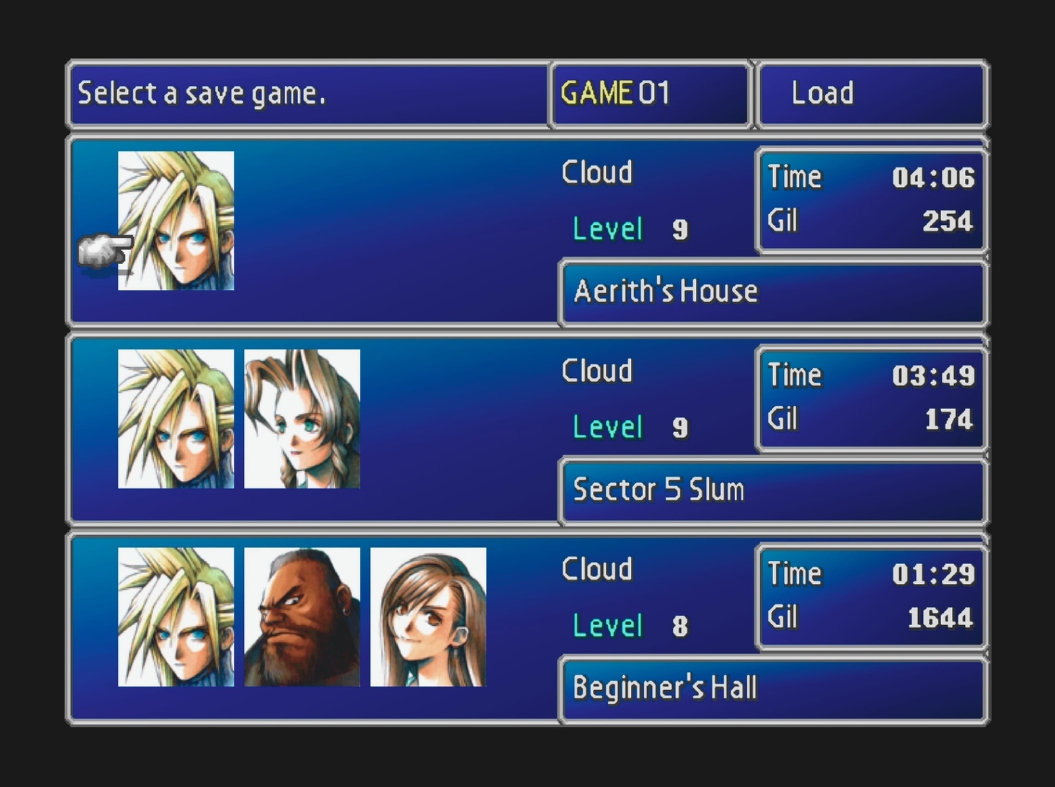 Select a save game. GAME 01 Load
Cloud
Level 9
Time 04:06
Gil 254
Aerith's House
Cloud
Level 9
Time 03:49
Gil 174
Sector 5 Slum
Cloud
Level 8
Time 01:29
Gil 1644
Beginner's Hall